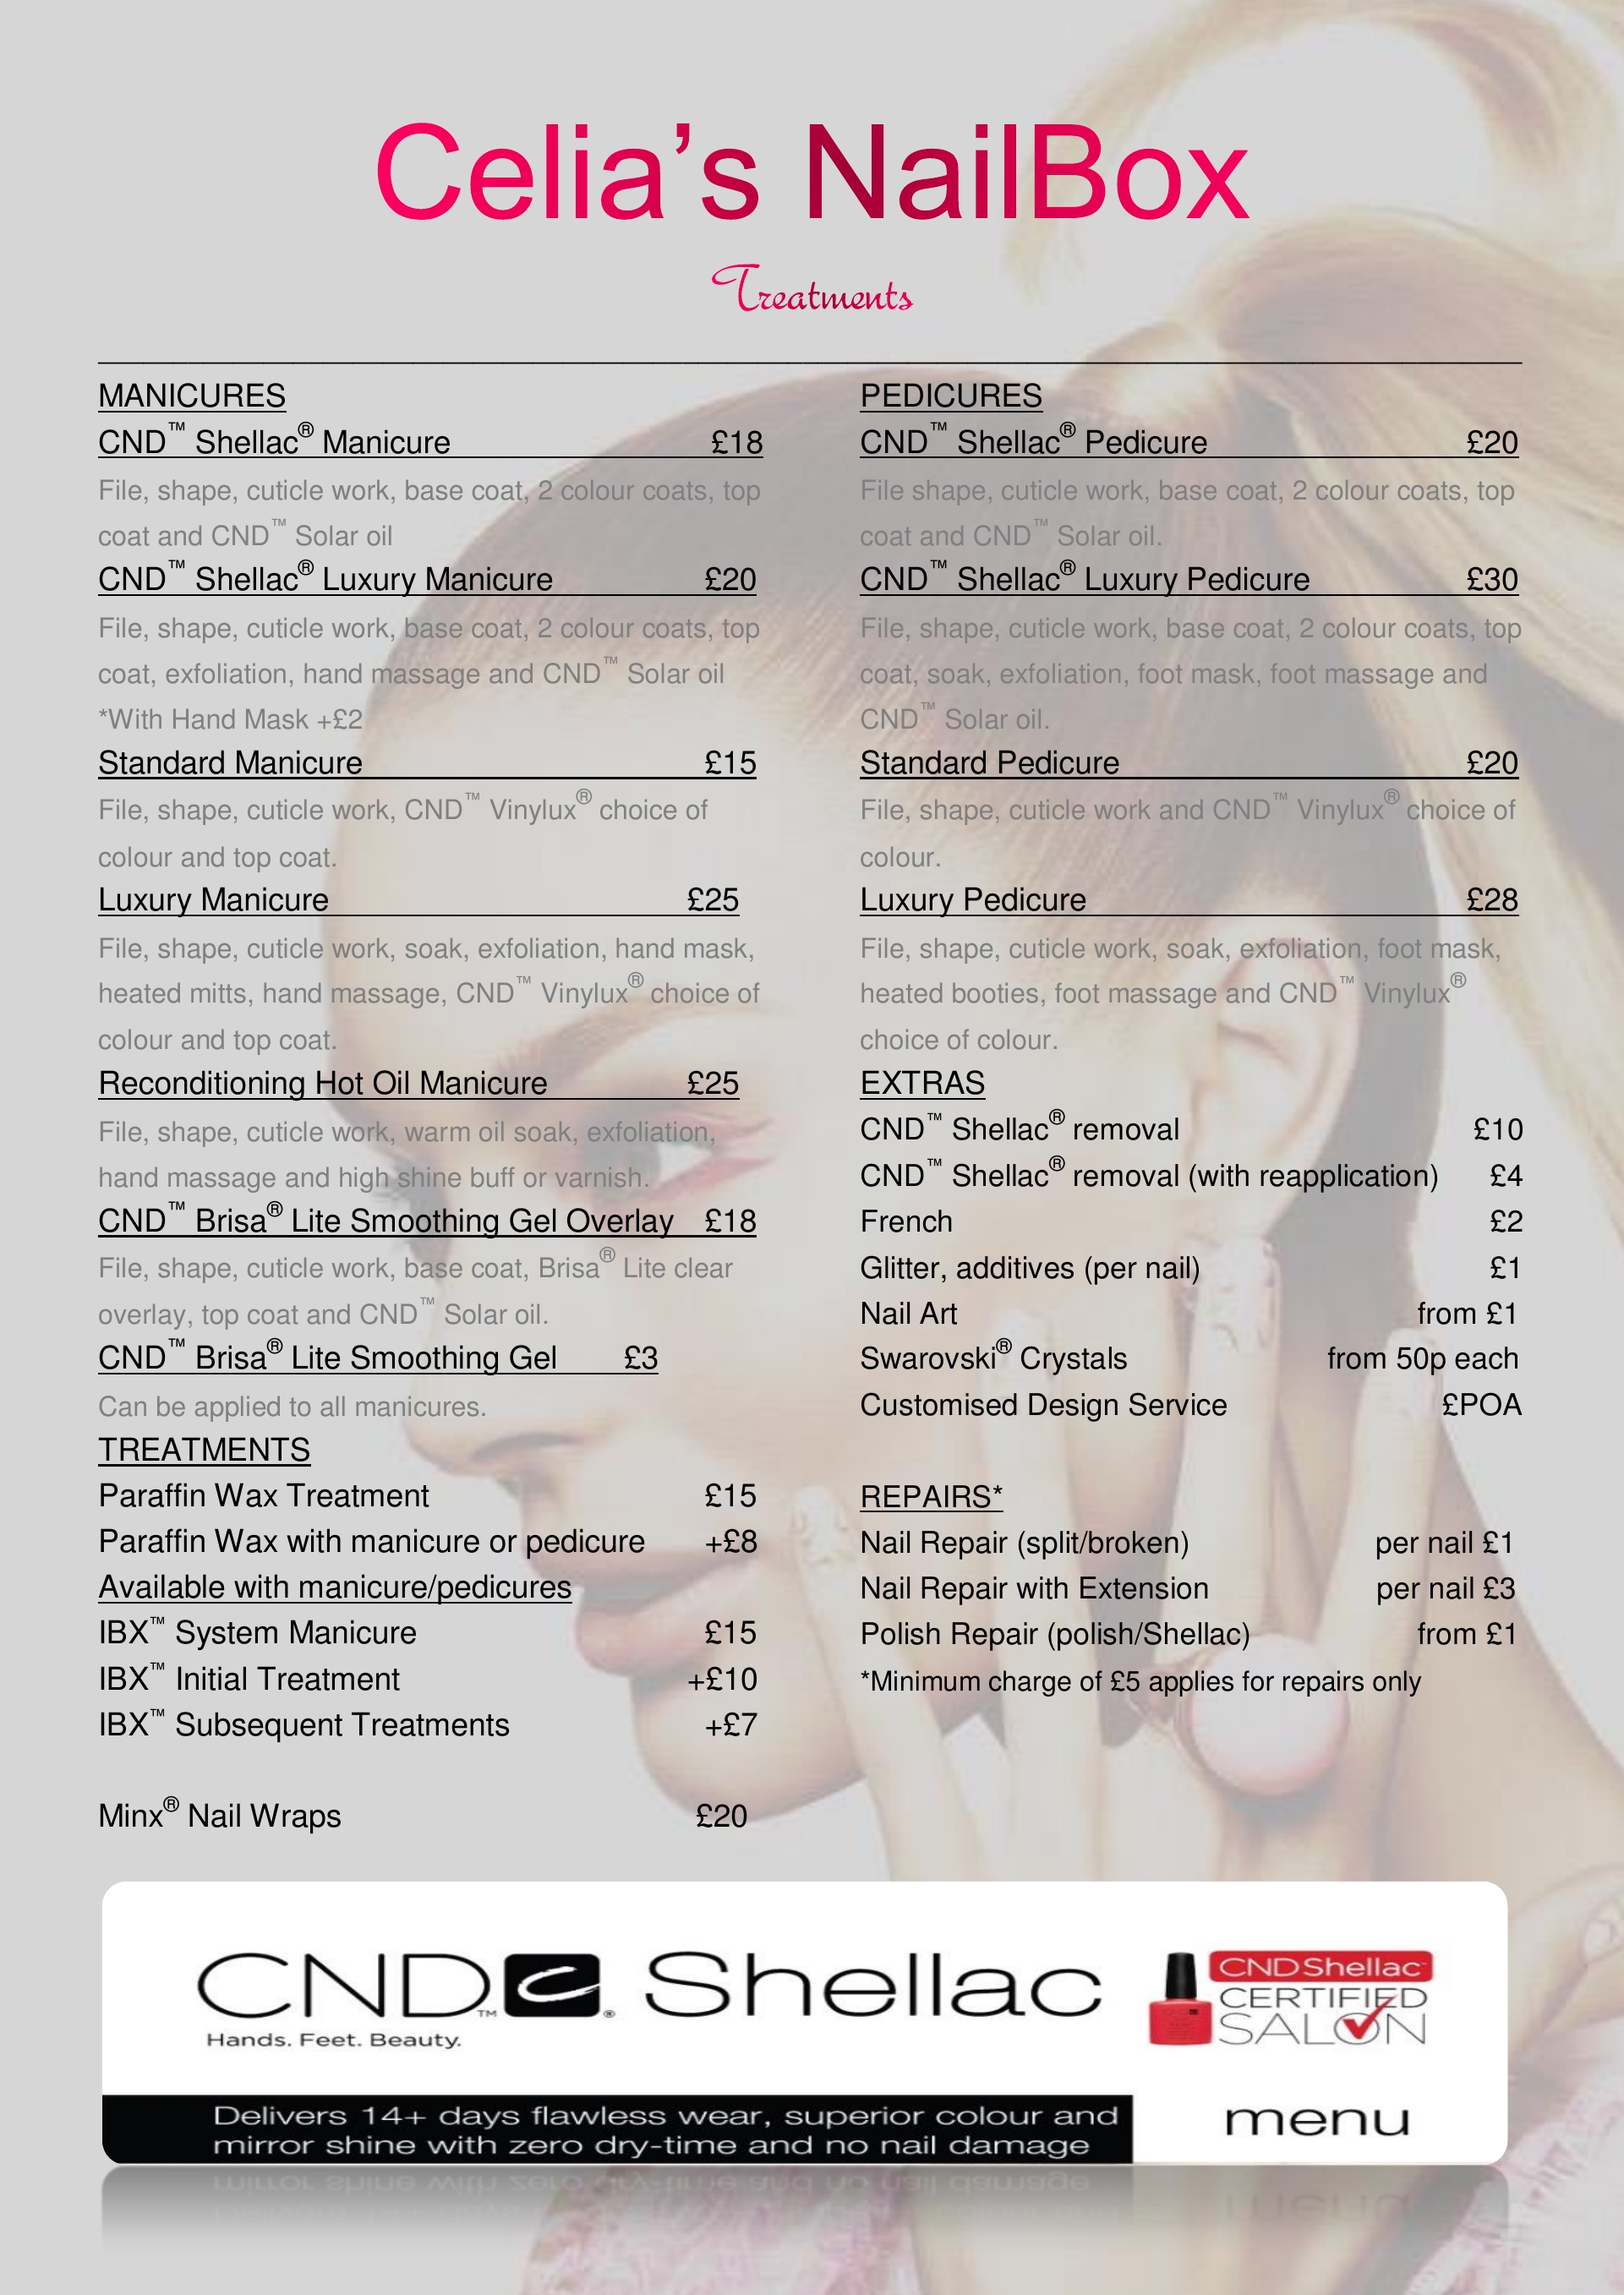 Celia’s NailBox
Treatments
MANICURES
CND™ Shellac® Manicure £18
File, shape, cuticle work, base coat, 2 colour coats, top
coat and CND™ Solar oil
CND™ Shellac® Luxury Manicure £20
File, shape, cuticle work, base coat, 2 colour coats, top
coat, exfoliation, hand massage and CND™ Solar oil
*With Hand Mask +£2
Standard Manicure £15
File, shape, cuticle work, CND™ Vinylux® choice of
colour and top coat.
Luxury Manicure £25
File, shape, cuticle work, soak, exfoliation, hand mask,
heated mitts, hand massage, CND™ Vinylux® choice of
colour and top coat.
Reconditioning Hot Oil Manicure £25
File, shape, cuticle work, warm oil soak, exfoliation,
hand massage and high shine buff or varnish.
CND™ Brisa® Lite Smoothing Gel Overlay £18
File, shape, cuticle work, base coat, Brisa® Lite clear
overlay, top coat and CND™ Solar oil.
CND™ Brisa® Lite Smoothing Gel £3
Can be applied to all manicures.
TREATMENTS
Paraffin Wax Treatment £15
Paraffin Wax with manicure or pedicure +£8
Available with manicure/pedicures
IBX™ System Manicure £15
IBX™ Initial Treatment +£10
IBX™ Subsequent Treatments +£7
Minx® Nail Wraps £20
PEDICURES
CND™ Shellac® Pedicure £20
File shape, cuticle work, base coat, 2 colour coats, top
coat and CND™ Solar oil.
CND™ Shellac® Luxury Pedicure £30
File, shape, cuticle work, base coat, 2 colour coats, top
coat, soak, exfoliation, foot mask, foot massage and
CND™ Solar oil.
Standard Pedicure £20
File, shape, cuticle work and CND™ Vinylux® choice of
colour.
Luxury Pedicure £28
File, shape, cuticle work, soak, exfoliation, foot mask,
heated booties, foot massage and CND™ Vinylux®
choice of colour.
EXTRAS
CND™ Shellac® removal £10
CND™ Shellac® removal (with reapplication) £4
French £2
Glitter, additives (per nail) £1
Nail Art from £1
Swarovski® Crystals from 50p each
Customised Design Service £POA
REPAIRS*
Nail Repair (split/broken) per nail £1
Nail Repair with Extension per nail £3
Polish Repair (polish/Shellac) from £1
*Minimum charge of £5 applies for repairs only
CND™ ® Shellac
Hands. Feet. Beauty.
CND Shellac™
CERTIFIED
SALON
Delivers 14+ days flawless wear, superior colour and
mirror shine with zero dry-time and no nail damage
menu